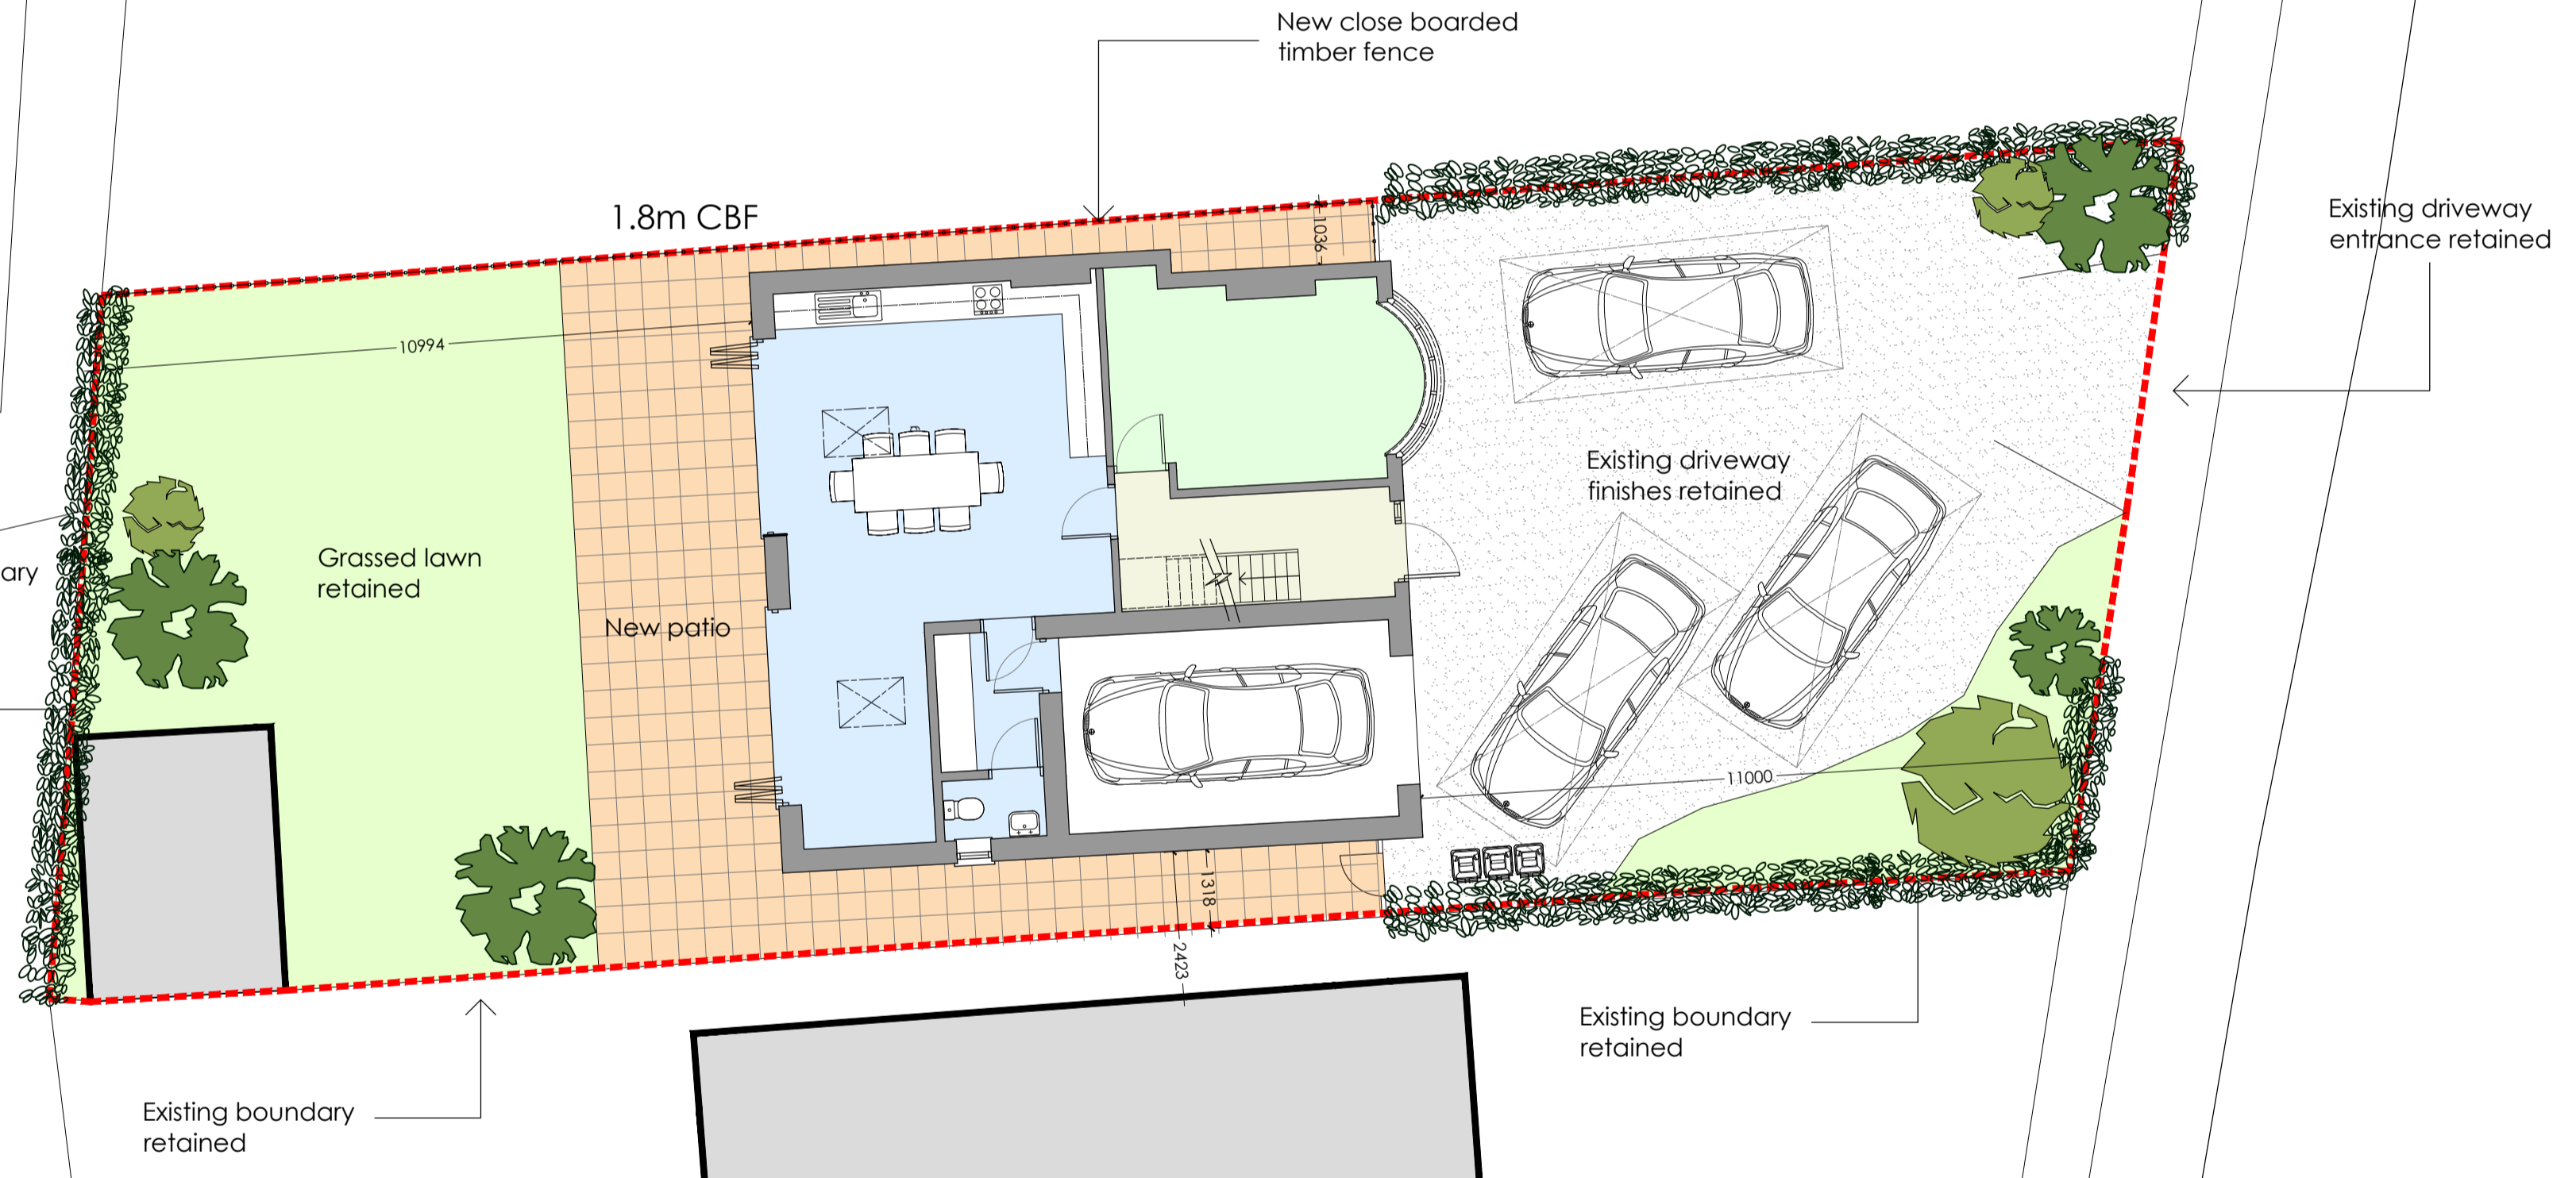 New close boarded
timber fence
1.8m CBF
1036
Existing driveway
entrance retained
10994
Existing driveway
finishes retained
Grassed lawn
retained
ary
New patio
11000
1318
2423
Existing boundary
retained
Existing boundary
retained